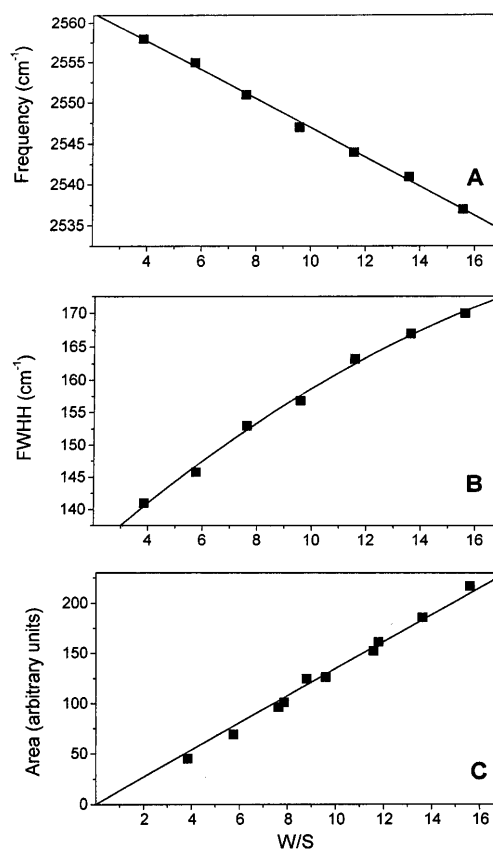 2560
2555
2550
2545
2540
2535
Frequency (cm⁻¹)
A
4 6 8 10 12 14 16
170
165
160
155
150
145
140
FWHH (cm⁻¹)
B
4 6 8 10 12 14 16
200
150
100
50
0
Area (arbitrary units)
C
2 4 6 8 10 12 14 16
W/S